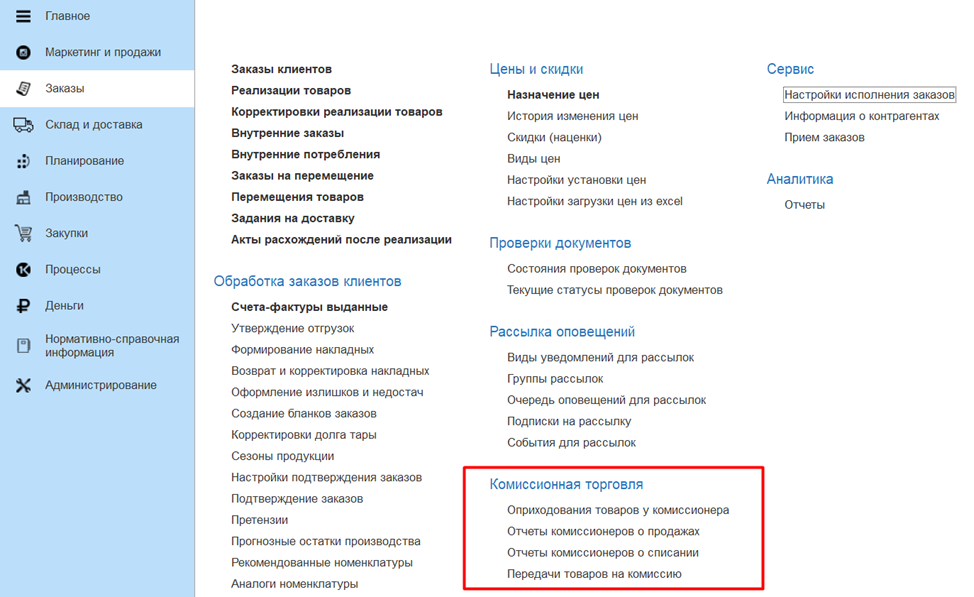 Главное
Маркетинг и продажи
Заказы
Склад и доставка
Планирование
Производство
Закупки
Процессы
Деньги
Нормативно-справочная
информация
Администрирование
Заказы клиентов
Реализации товаров
Корректировки реализации товаров
Внутренние заказы
Внутренние потребления
Заказы на перемещение
Перемещения товаров
Задания на доставку
Акты расхождений после реализации
Обработка заказов клиентов
Счета-фактуры выданные
Утверждение отгрузок
Формирование накладных
Возврат и корректировка накладных
Оформление излишков и недостач
Создание бланков заказов
Корректировки долга тары
Сезоны продукции
Настройки подтверждения заказов
Подтверждение заказов
Претензии
Прогнозные остатки производства
Рекомендованные номенклатуры
Аналоги номенклатуры
Цены и скидки
Назначение цен
История изменения цен
Скидки (наценки)
Виды цен
Настройки установки цен
Настройки загрузки цен из excel
Проверки документов
Состояния проверок документов
Текущие статусы проверок документов
Рассылка оповещений
Виды уведомлений для рассылок
Группы рассылок
Очередь оповещений для рассылок
Подписки на рассылку
События для рассылок
Комиссионная торговля
Оприходования товаров у комиссионера
Отчеты комиссионеров о продажах
Отчеты комиссионеров о списании
Передачи товаров на комиссию
Сервис
Настройки исполнения заказов
Информация о контрагентах
Прием заказов
Аналитика
Отчеты